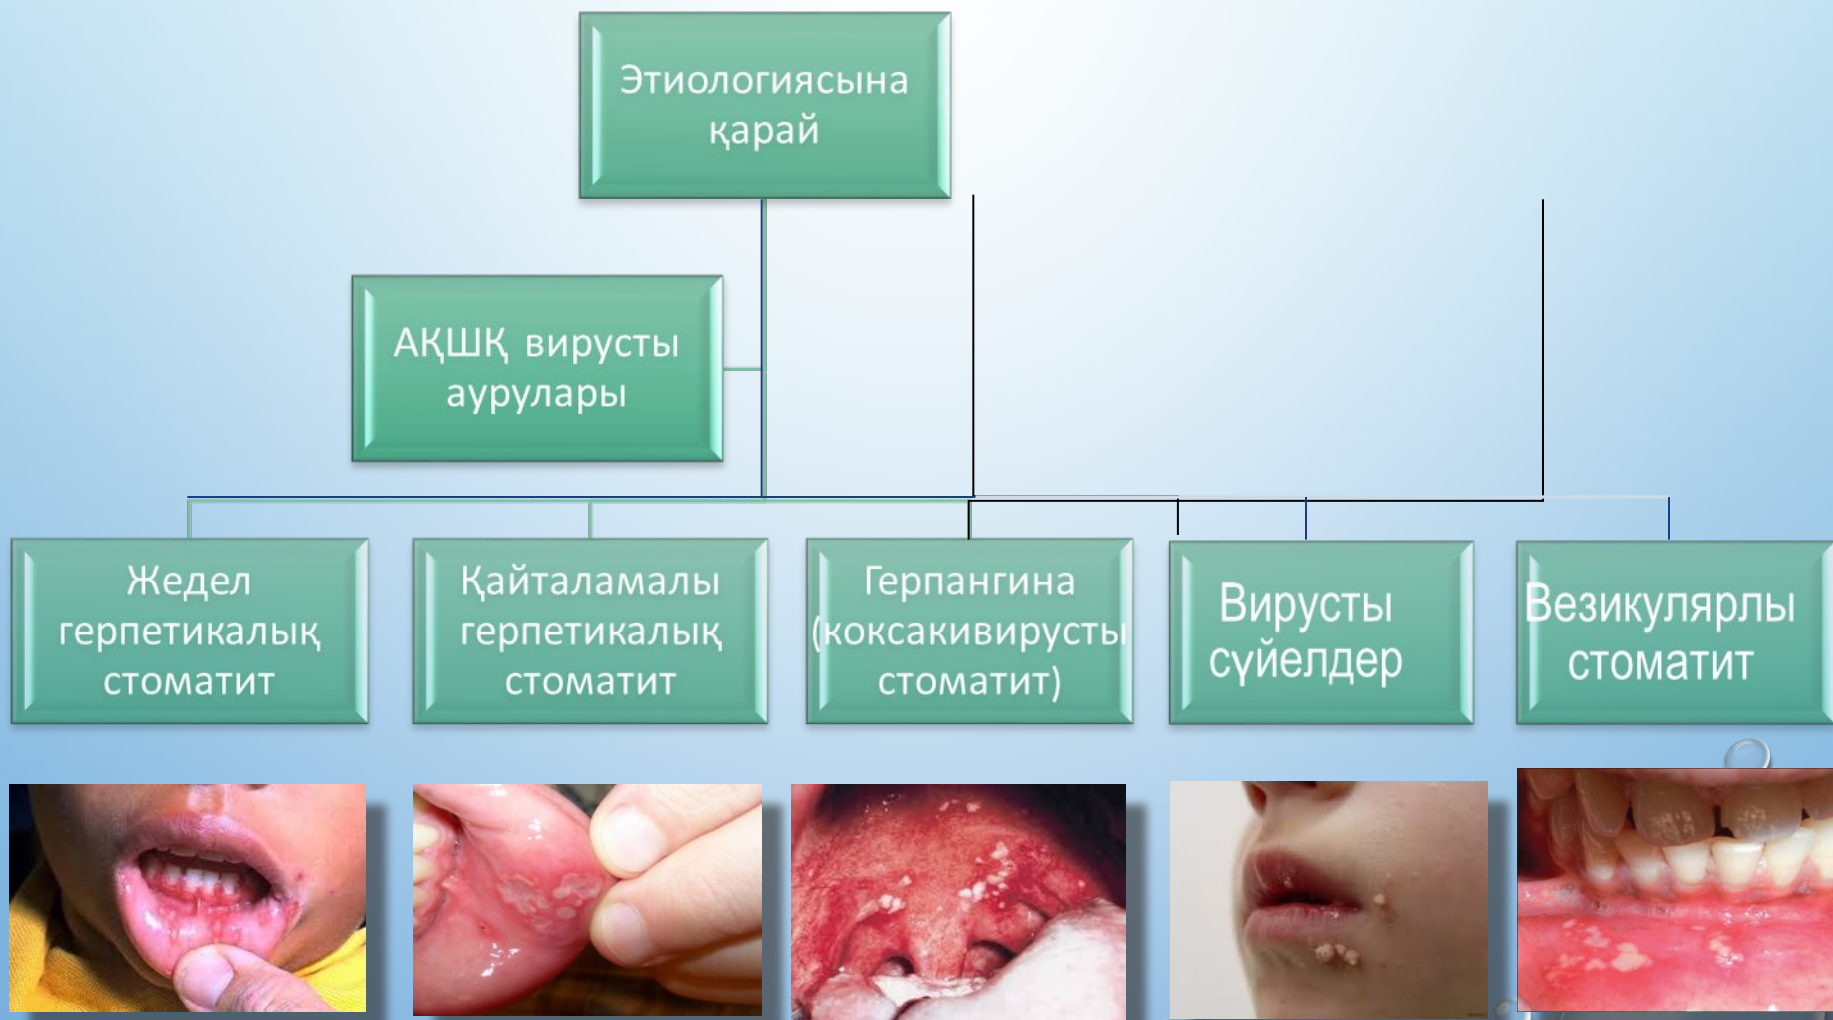 Этиологиясына
қарай
АҚШҚ вирусты
аурулары
Жедел
герпетикалық
стоматит
Қайталамалы
герпетикалық
стоматит
Герпангина
(коксакивирусты
стоматит)
Вирусты
сүйелдер
Везикулярлы
стоматит